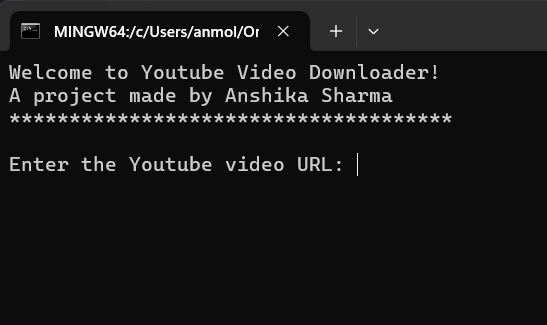 MINGW64:/c/Users/anmol/Or
Welcome to Youtube Video Downloader!
A project made by Anshika Sharma
*************************************
Enter the Youtube video URL: